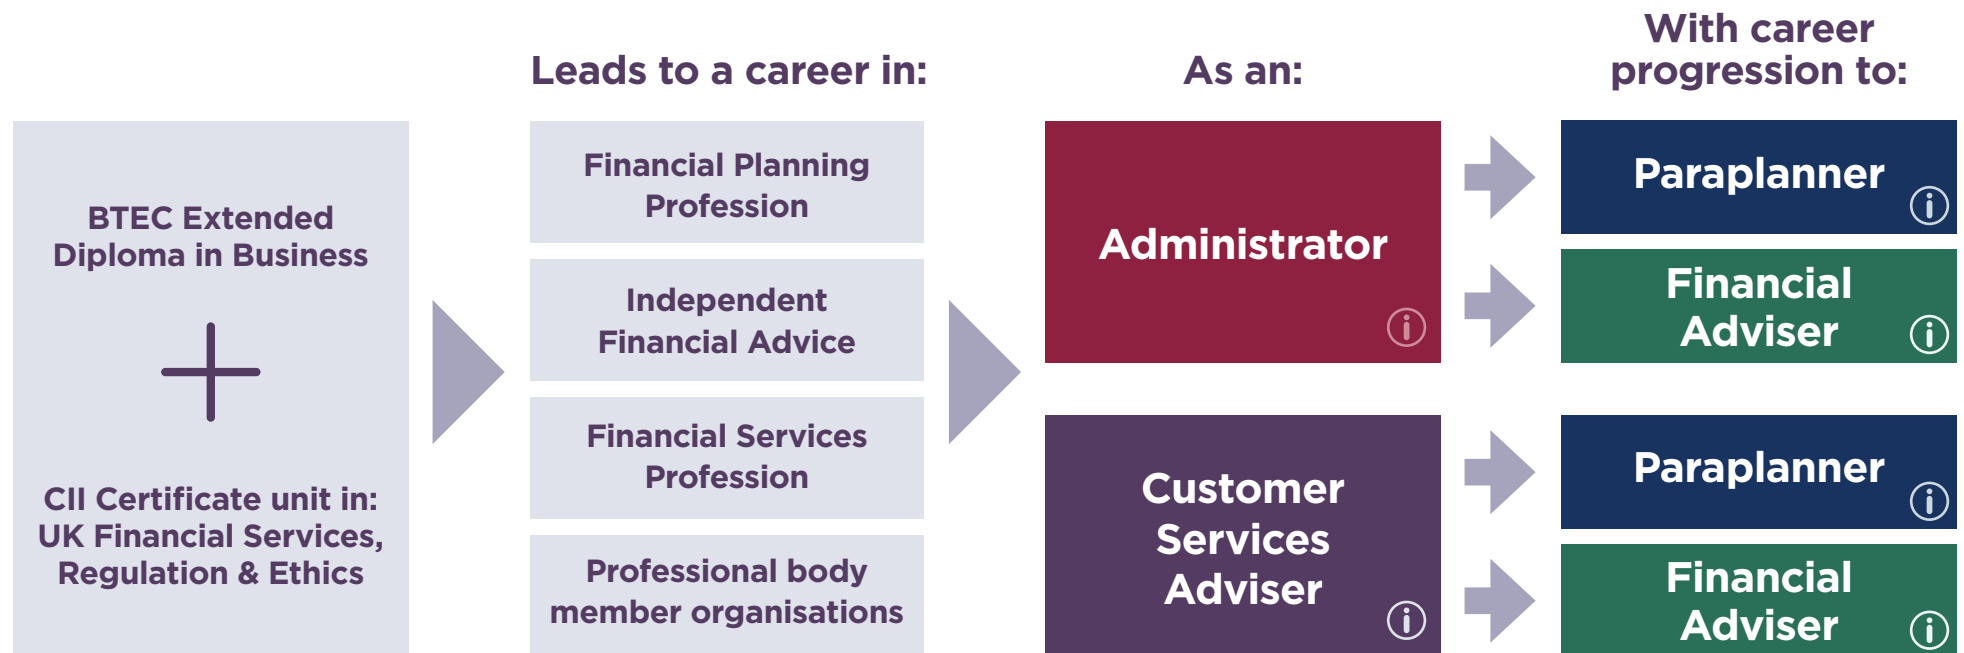 Leads to a career in:
As an:
With career
progression to:
BTEC Extended
Diploma in Business
CII Certificate unit in:
UK Financial Services,
Regulation & Ethics
Financial Planning
Profession
Independent
Financial Advice
Financial Services
Profession
Professional body
member organisations
Administrator
Customer
Services
Adviser
Paraplanner
Financial
Adviser
Paraplanner
Financial
Adviser